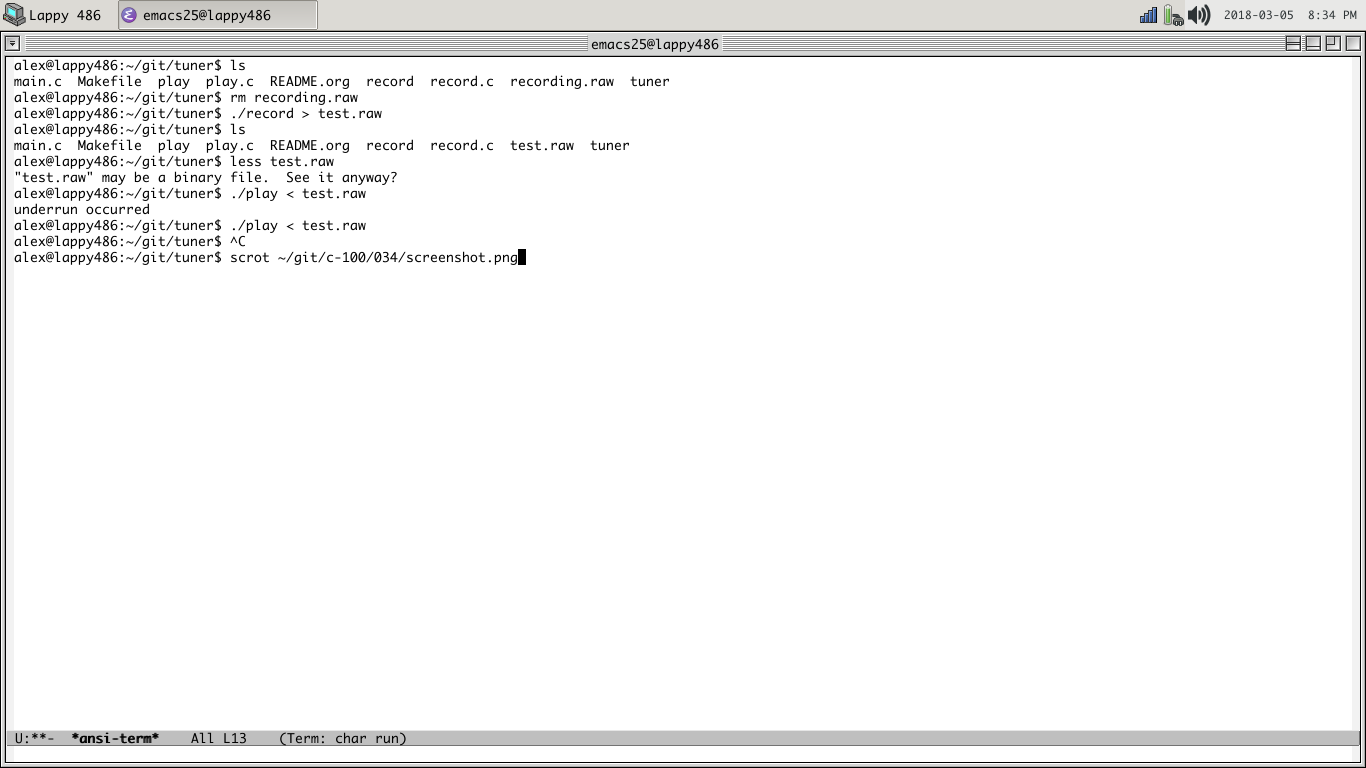 Lappy 486 emacs25@lappy486 2018-03-05 8:34 PM
emacs25@lappy486
alex@lappy486:~/git/tuner$ ls
main.c  Makefile  play  play.c  README.org  record  record.c  recording.raw  tuner
alex@lappy486:~/git/tuner$ rm recording.raw
alex@lappy486:~/git/tuner$ ./record > test.raw
alex@lappy486:~/git/tuner$ ls
main.c  Makefile  play  play.c  README.org  record  record.c  test.raw  tuner
alex@lappy486:~/git/tuner$ less test.raw
"test.raw" may be a binary file.  See it anyway?
alex@lappy486:~/git/tuner$ ./play < test.raw
underrun occurred
alex@lappy486:~/git/tuner$ ./play < test.raw
alex@lappy486:~/git/tuner$ ^C
alex@lappy486:~/git/tuner$ scrot ~/git/c-100/034/screenshot.png
U:**-  *ansi-term*    All L13    (Term: char run)